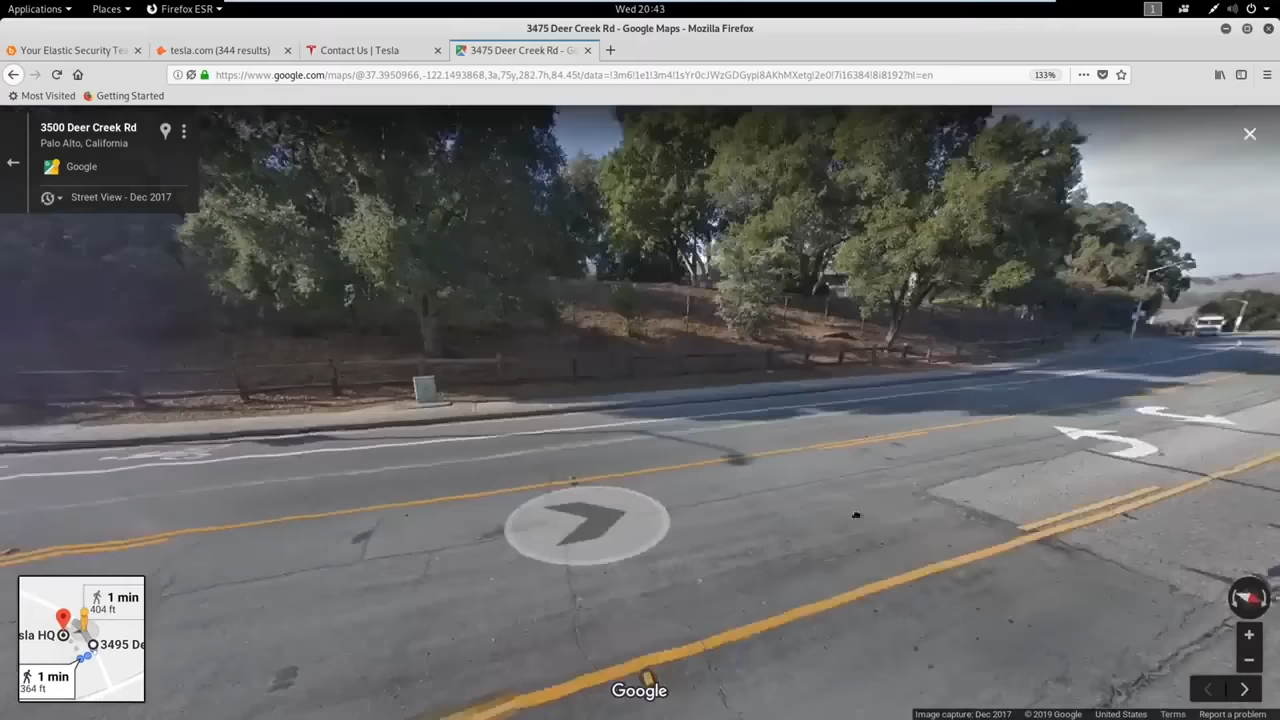 Applications Places Firefox ESR Wed 20:43 1
3475 Deer Creek Rd - Google Maps - Mozilla Firefox
Your Elastic Security Te tesla.com (344 results) Contact Us | Tesla 3475 Deer Creek Rd - G
https://www.google.com/maps/@37.3950966,-122.1493868,3a,75y,282.7h,84.45t/data=!3m6!1e1!3m4!1sYr0cJWzGDGypl8AKhMXetg!2e0!7i16384!8i8192?hl=en 133%
Most Visited Getting Started
3500 Deer Creek Rd
Palo Alto, California
Google
Street View - Dec 2017
1 min
404 ft
sla HQ
3495 De
1 min
364 ft
Google
Image capture: Dec 2017 © 2019 Google United States Terms Report a problem